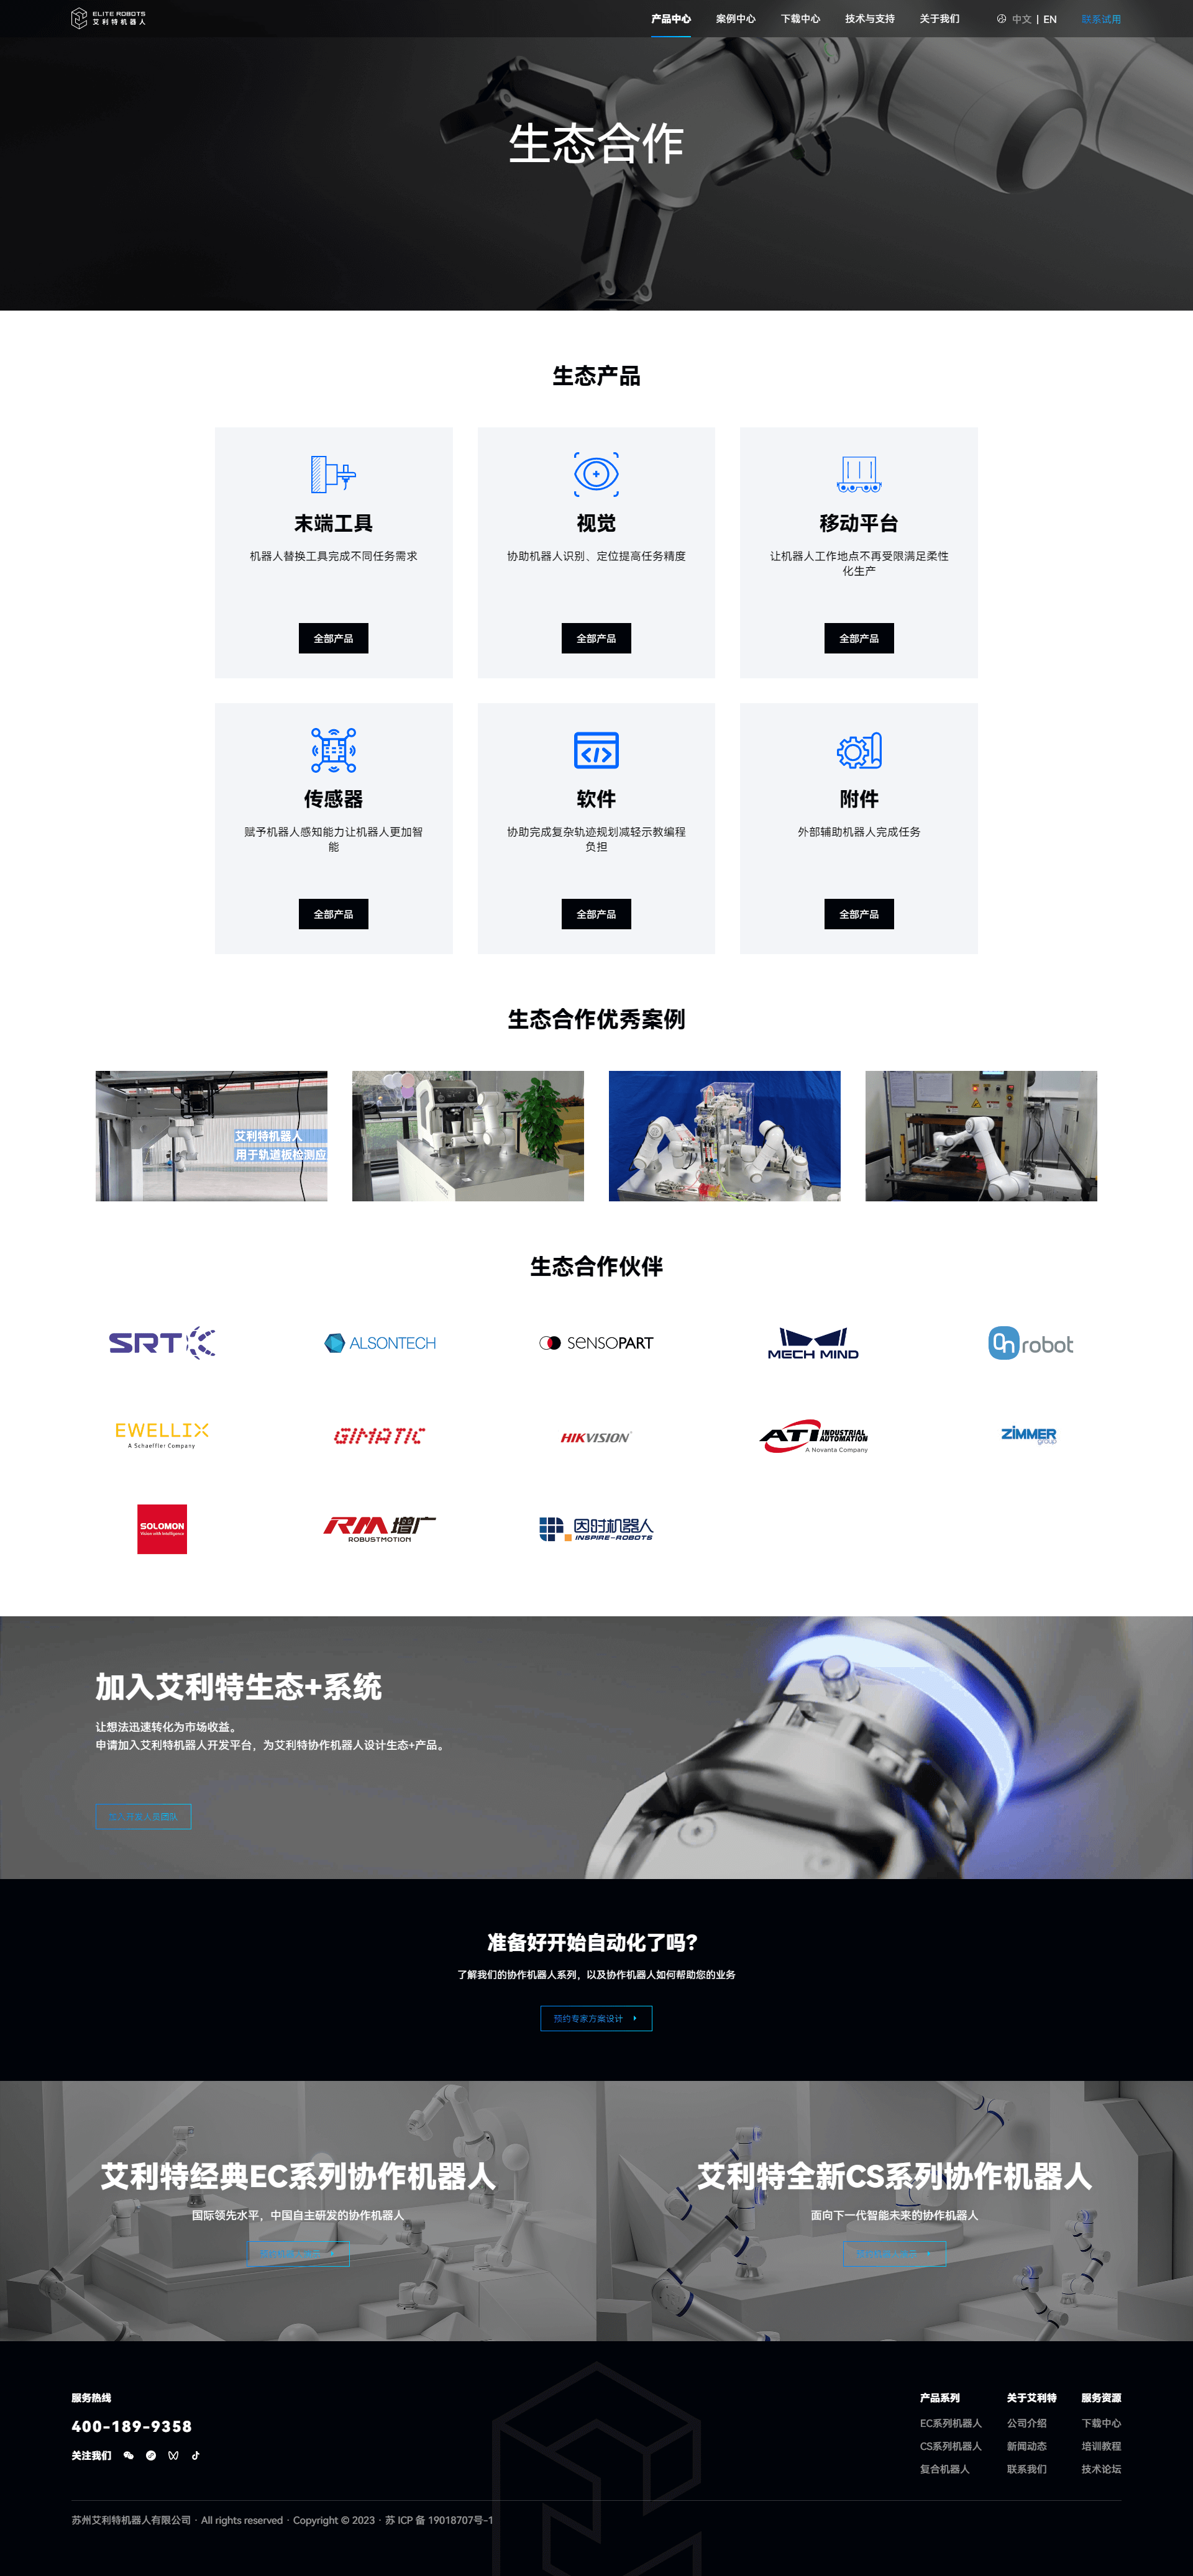 ELITE ROBOTS
艾利特机器人
产品中心
案例中心
下载中心
技术与支持
关于我们
中文 | EN
联系试用
生态合作
生态产品
末端工具
机器人替换工具完成不同任务需求
全部产品
视觉
协助机器人识别、定位提高任务精度
全部产品
移动平台
让机器人工作地点不再受限满足柔性
化生产
全部产品
传感器
赋予机器人感知能力让机器人更加智
能
全部产品
软件
协助完成复杂轨迹规划减轻示教编程
负担
全部产品
附件
外部辅助机器人完成任务
全部产品
生态合作优秀案例
艾利特机器人
用于轨道板检测应
生态合作伙伴
SRT
ALSONTECH
SENSOPART
MECH MIND
On robot
EWELLIX
A Schaeffler Company
GIMATIC
HIKVISION
ATI INDUSTRIAL AUTOMATION
A Novanta Company
ZIMMER
group
SOLOMON
Vision with Intelligence
RM 增广
ROBUSTMOTION
因时机器人
INSPIRE-ROBOTS
加入艾利特生态+系统
让想法迅速转化为市场收益。
申请加入艾利特机器人开发平台，为艾利特协作机器人设计生态+产品。
准备好开始自动化了吗？
了解我们的协作机器人系列，以及协作机器人如何帮助您的业务
预约专家方案设计
艾利特经典EC系列协作机器人
国际领先水平，中国自主研发的协作机器人
艾利特全新CS系列协作机器人
面向下一代智能未来的协作机器人
服务热线
400-189-9358
关注我们
产品系列
EC系列机器人
CS系列机器人
复合机器人
关于艾利特
公司介绍
新闻动态
联系我们
服务资源
下载中心
培训教程
技术论坛
苏州艾利特机器人有限公司 · All rights reserved · Copyright © 2023 · 苏 ICP 备 19018707号-1